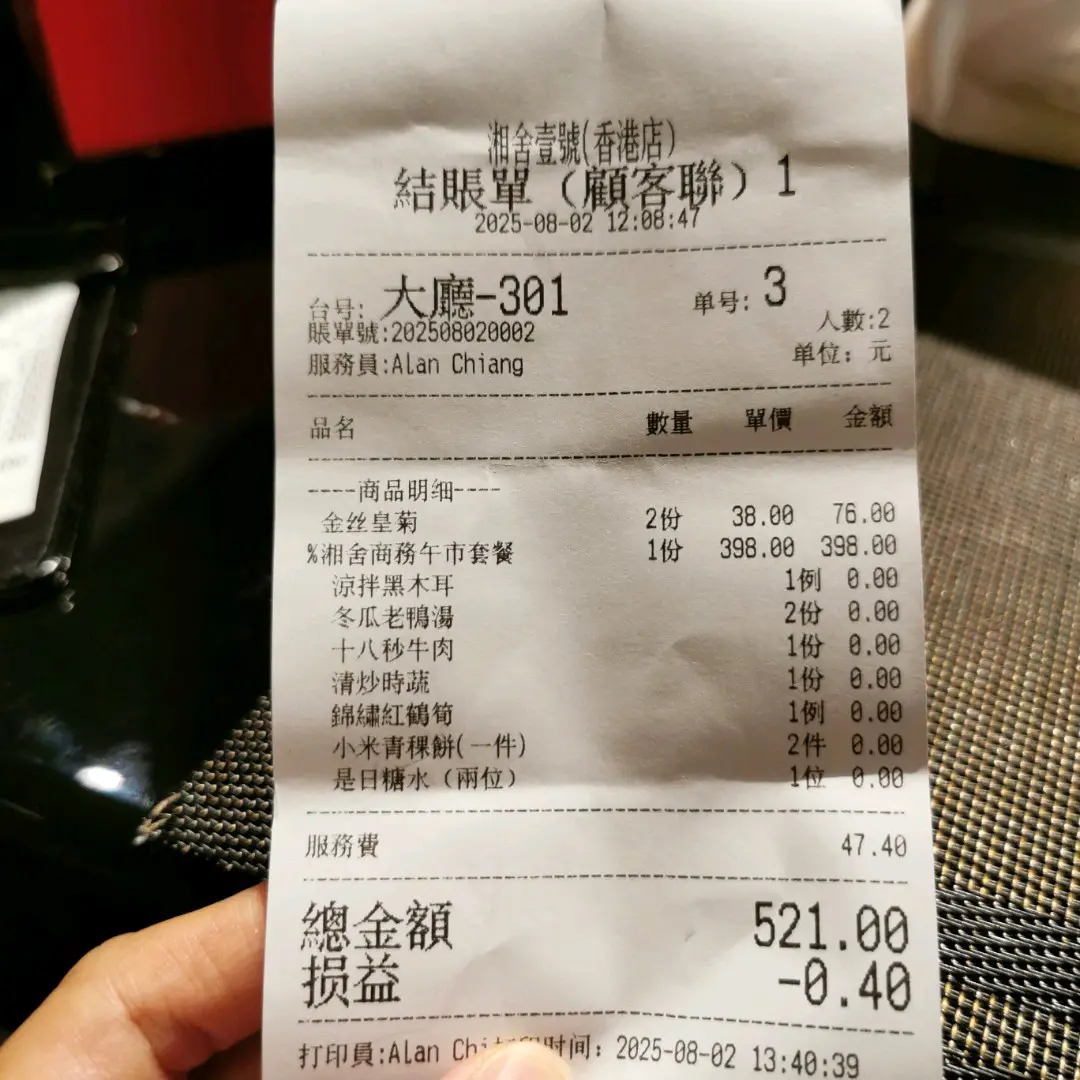 湘舍壹號(香港店)
結賬單（顧客聯）1
2025-08-02 12:08:47
台号: 大廳-301 单号: 3
賬單號:202508020002 人數:2
服務員:Alan Chiang 单位：元
品名 數量 單價 金額
----商品明细----
金丝皇菊 2份 38.00 76.00
%湘舍商務午市套餐 1份 398.00 398.00
涼拌黑木耳 1例 0.00
冬瓜老鴨湯 2份 0.00
十八秒牛肉 1份 0.00
清炒時蔬 1份 0.00
錦繡紅鶴筍 1例 0.00
小米青稞餅(一件) 2件 0.00
是日糖水（兩位） 1位 0.00
服務費 47.40
總金額 521.00
损益 -0.40
打印員:Alan 时间：2025-08-02 13:40:39